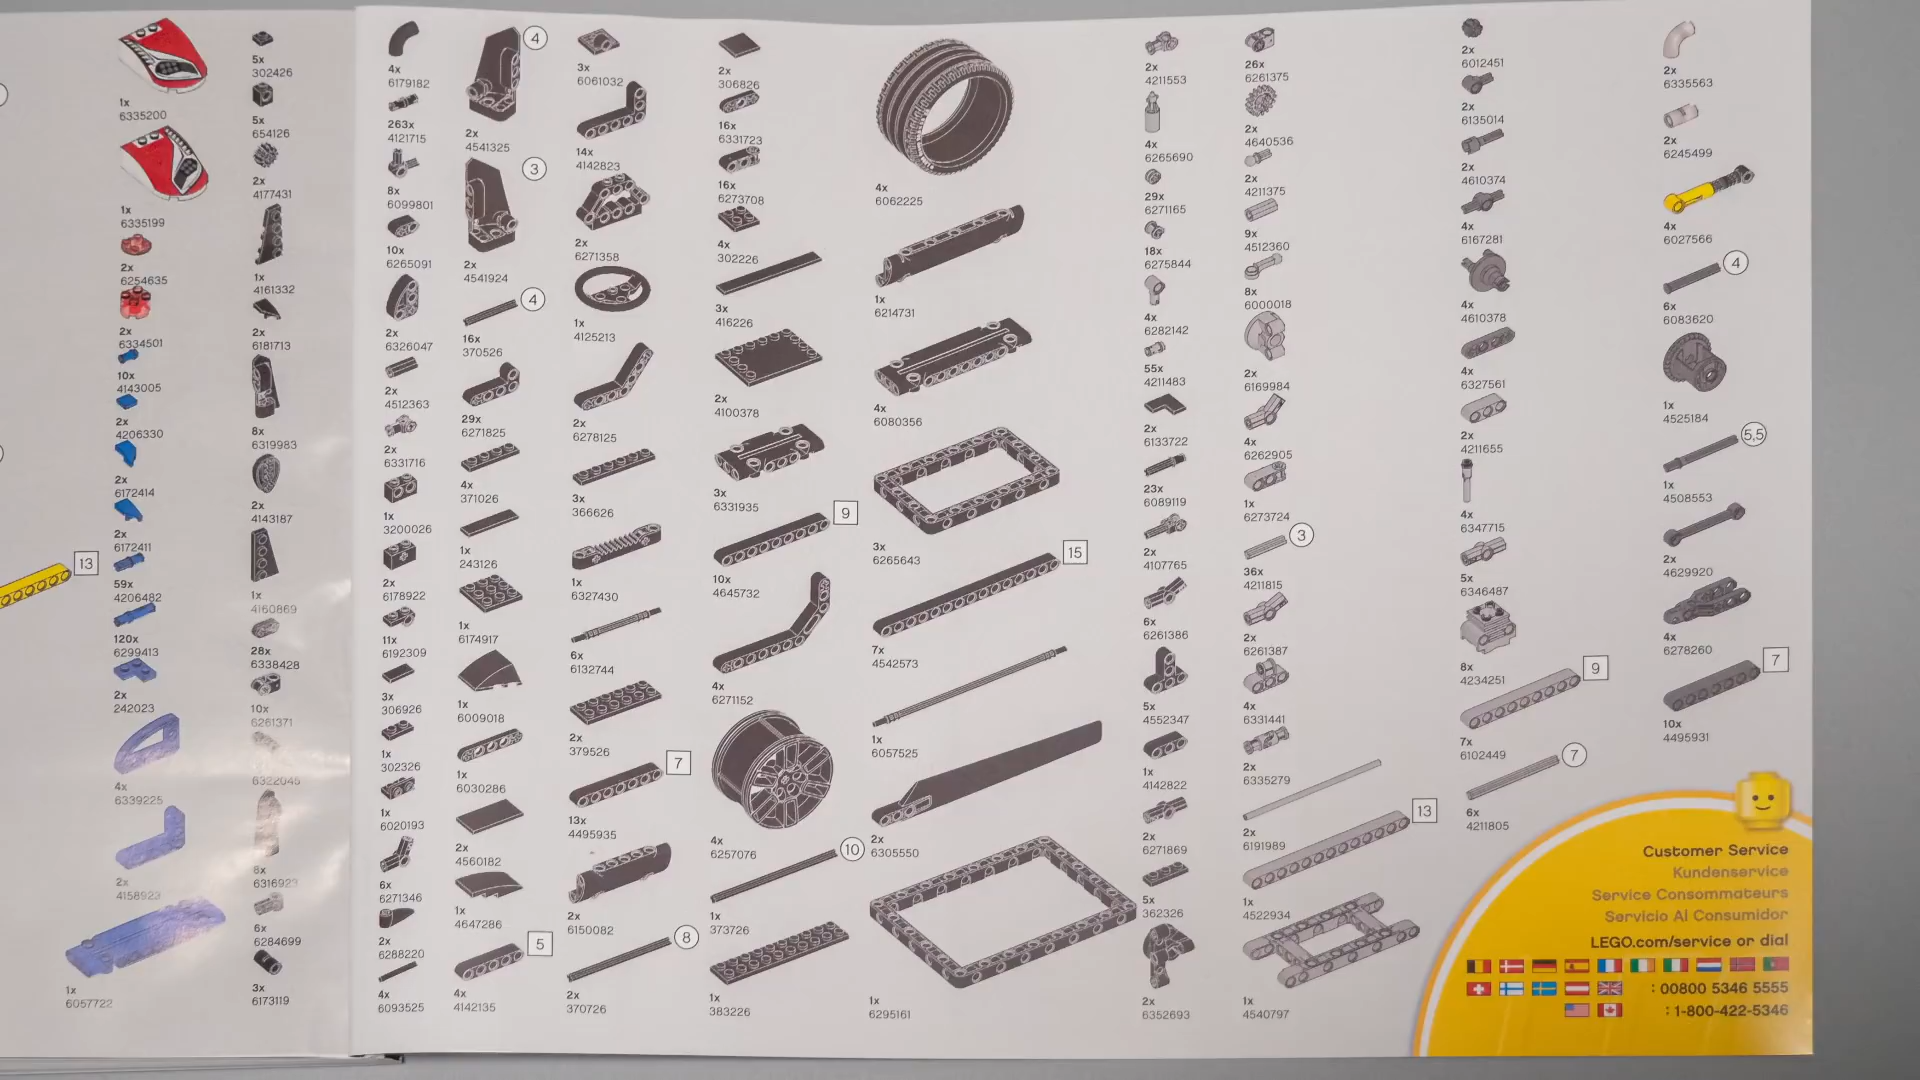 13
1x
6335200
1x
6335199
2x
6254635
2x
6334501
10x
4143005
2x
4206330
2x
6172414
2x
6172411
59x
4206482
120x
6299413
2x
242023
4x
6339225
2x
4158923
1x
6057722
5x
302426
5x
654126
2x
4177431
1x
4161332
2x
6181713
8x
6319983
2x
4143187
1x
4160869
28x
6338428
10x
6261371
6322045
8x
6316923
6x
6284699
3x
6173119
4x
6179182
263x
4121715
8x
6099801
10x
6265091
2x
6326047
2x
4512363
2x
6331716
1x
3200026
2x
6178922
11x
6192309
3x
306926
1x
302326
1x
6020193
6x
6271346
2x
6288220
4x
6093525
4
2x
4541325
3
2x
4541924
4
16x
370526
29x
6271825
4x
371026
1x
243126
1x
6174917
1x
6009018
1x
6030286
2x
4560182
1x
4647286
5
4x
4142135
3x
6061032
14x
4142823
2x
6271358
1x
4125213
2x
6278125
3x
366626
1x
6327430
6x
6132744
2x
379526
7
13x
4495935
2x
6150082
8
2x
370726
2x
306826
16x
6331723
16x
6273708
4x
302226
3x
416226
2x
4100378
3x
6331935
9
10x
4645732
4x
6271152
4x
6257076
10
1x
373726
1x
383226
4x
6062225
1x
6214731
4x
6080356
3x
6265643
15
7x
4542573
1x
6057525
2x
6305550
1x
6295161
2x
4211553
4x
6265690
29x
6271165
18x
6275844
4x
6282142
55x
4211483
2x
6133722
23x
6089119
2x
4107765
6x
6261386
5x
4552347
1x
4142822
2x
6271869
5x
362326
2x
6352693
26x
6261375
2x
4640536
2x
4211375
9x
4512360
8x
6000018
2x
6169984
4x
6262905
1x
6273724
3
36x
4211815
2x
6261387
4x
6331441
2x
6335279
2x
6191989
13
1x
4522934
1x
4540797
2x
6012451
2x
6135014
2x
4610374
4x
6167281
4x
4610378
4x
6327561
2x
4211655
4x
6347715
5x
6346487
8x
4234251
9
7x
6102449
7
6x
4211805
2x
6335563
2x
6245499
4x
6027566
4
6x
6083620
1x
4525184
5,5
1x
4508553
2x
4629920
4x
6278260
7
10x
4495931
Customer Service
Kundenservice
Service Consommateurs
Servicio Al Consumidor
LEGO.com/service or dial
: 00800 5346 5555
: 1-800-422-5346